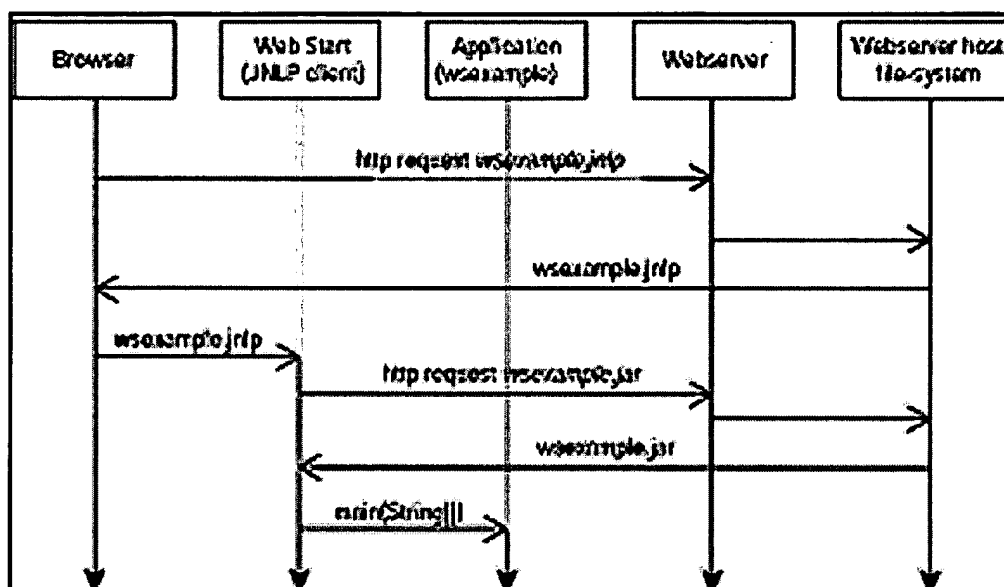 Browser
Web Start
(JNLP client)
Application
(wsexample)
Webserver
Webserver host
file-system
http request wsexample.jnlp
wsexample.jnlp
wsexample.jnlp
http request wsexample.jar
wsexample.jar
main(String[])